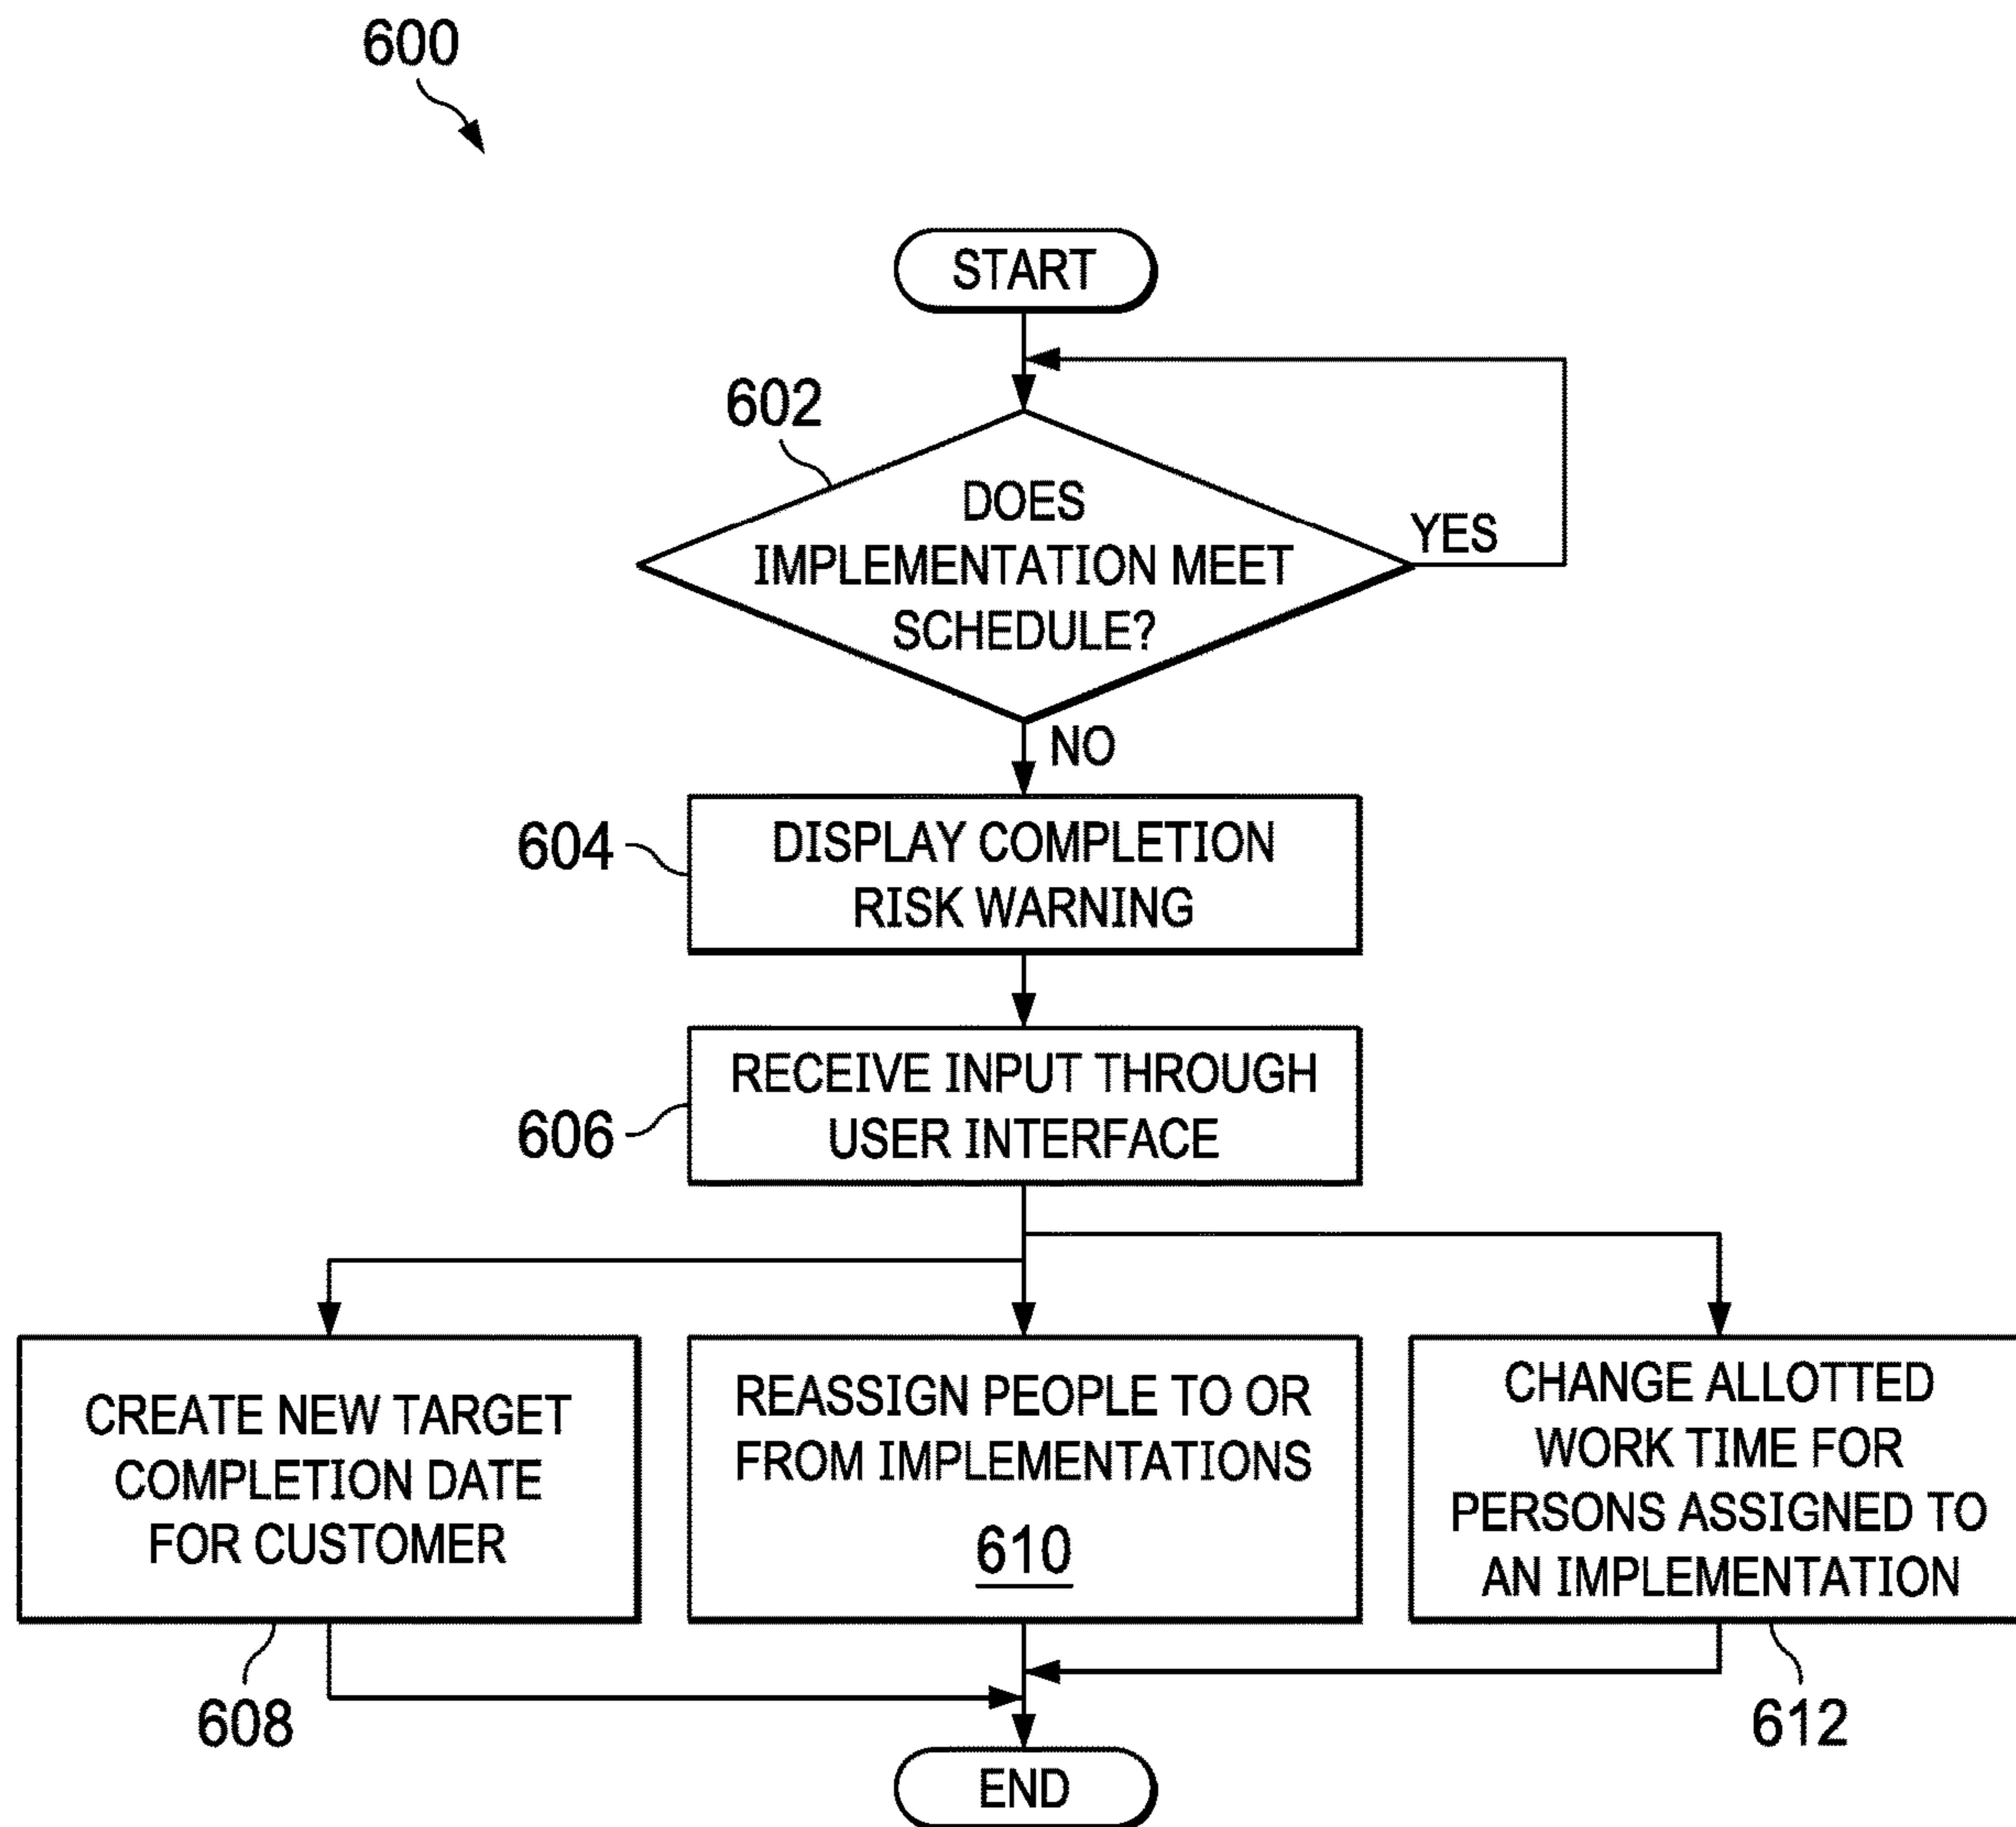 600
START
602
DOES
IMPLEMENTATION MEET
SCHEDULE?
YES
NO
604
DISPLAY COMPLETION
RISK WARNING
606
RECEIVE INPUT THROUGH
USER INTERFACE
CREATE NEW TARGET
COMPLETION DATE
FOR CUSTOMER
608
REASSIGN PEOPLE TO OR
FROM IMPLEMENTATIONS
610
CHANGE ALLOTTED
WORK TIME FOR
PERSONS ASSIGNED TO
AN IMPLEMENTATION
612
END